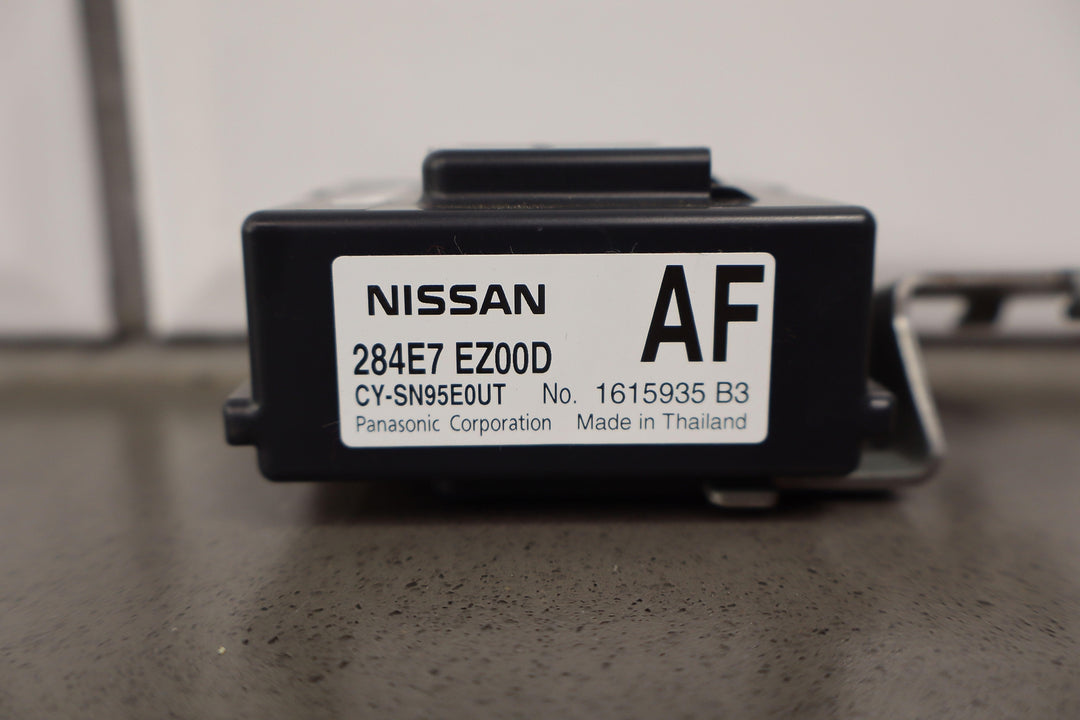 NISSAN
AF
284E7 EZ00D
CY-SN95E0UT No. 1615935 B3
Panasonic Corporation Made in Thailand